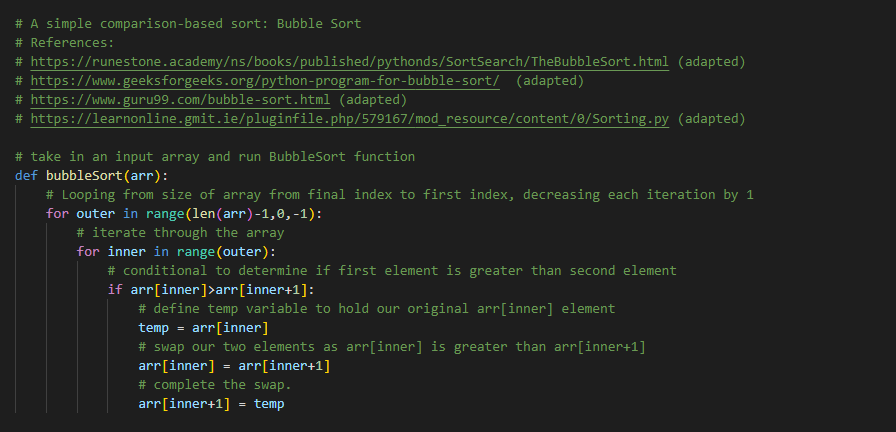 # A simple comparison-based sort: Bubble Sort
# References:
# https://runestone.academy/ns/books/published/pythonds/SortSearch/TheBubbleSort.html (adapted)
# https://www.geeksforgeeks.org/python-program-for-bubble-sort/  (adapted)
# https://www.guru99.com/bubble-sort.html (adapted)
# https://learnonline.gmit.ie/pluginfile.php/579167/mod_resource/content/0/Sorting.py (adapted)

# take in an input array and run BubbleSort function
def bubbleSort(arr):
    # Looping from size of array from final index to first index, decreasing each iteration by 1
    for outer in range(len(arr)-1,0,-1):
        # iterate through the array
        for inner in range(outer):
            # conditional to determine if first element is greater than second element
            if arr[inner]>arr[inner+1]:
                # define temp variable to hold our original arr[inner] element
                temp = arr[inner]
                # swap our two elements as arr[inner] is greater than arr[inner+1]
                arr[inner] = arr[inner+1]
                # complete the swap.
                arr[inner+1] = temp